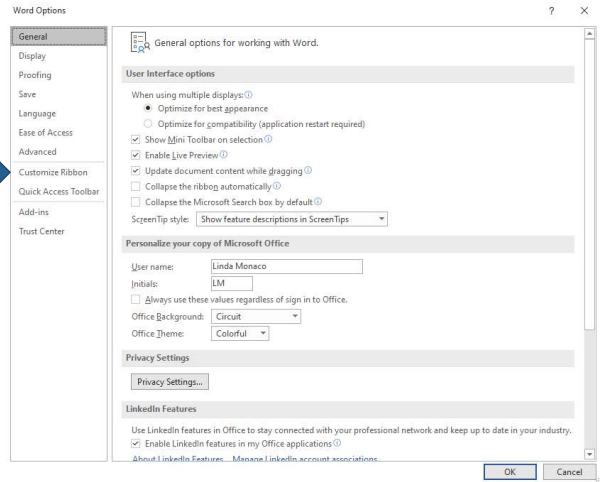 Word Options ? ×
General
Display
Proofing
Save
Language
Ease of Access
Advanced
Customize Ribbon
Quick Access Toolbar
Add-ins
Trust Center
General options for working with Word.
User Interface options
When using multiple displays:
Optimize for best appearance
Optimize for compatibility (application restart required)
Show Mini Toolbar on selection
Enable Live Preview
Update document content while dragging
Collapse the ribbon automatically
Collapse the Microsoft Search box by default
ScreenTip style: Show feature descriptions in ScreenTips
Personalize your copy of Microsoft Office
User name: Linda Monaco
Initials: LM
Always use these values regardless of sign in to Office.
Office Background: Circuit
Office Theme: Colorful
Privacy Settings
Privacy Settings...
LinkedIn Features
Use LinkedIn features in Office to stay connected with your professional network and keep up to date in your industry.
Enable LinkedIn features in my Office applications
About LinkedIn Features Manage LinkedIn account associations
OK Cancel